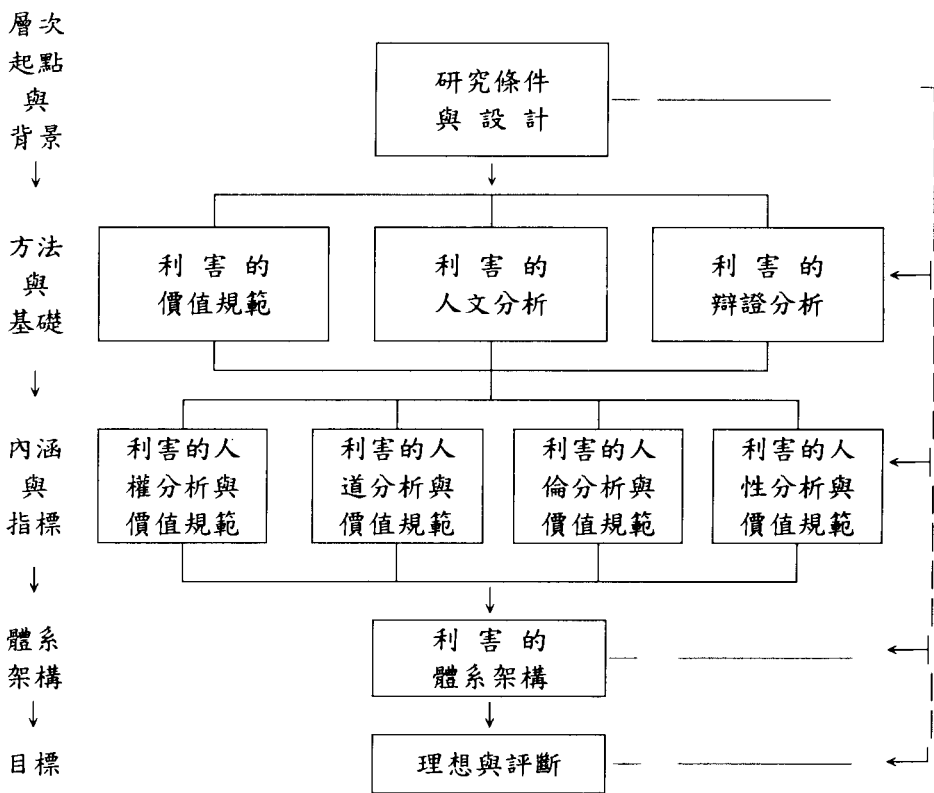 層次
起點
與
背景
研究條件
與設計
方法
與
基礎
利害的
價值規範
利害的
人文分析
利害的
辯證分析
內涵
與
指標
利害的人
權分析與
價值規範
利害的人
道分析與
價值規範
利害的人
倫分析與
價值規範
利害的人
性分析與
價值規範
體系
架構
利害的
體系架構
目標
理想與評斷